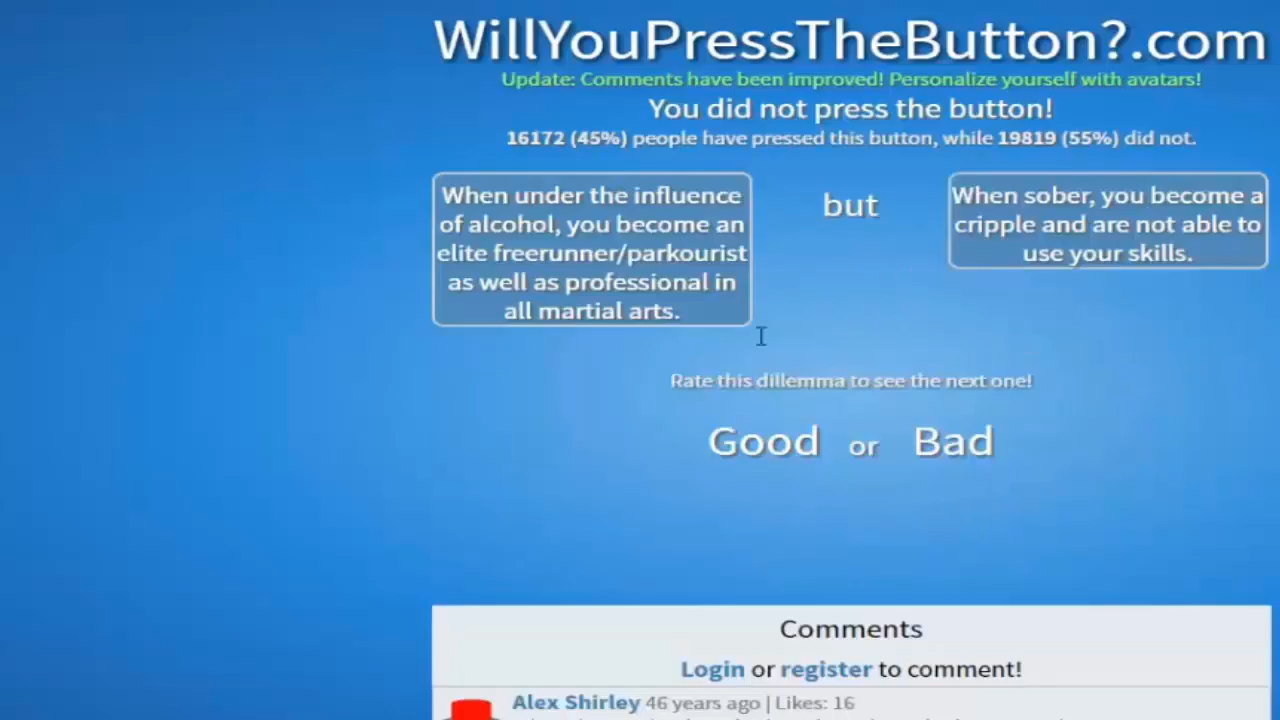 WillYouPressTheButton?.com
Update: Comments have been improved! Personalize yourself with avatars!
You did not press the button!
16172 (45%) people have pressed this button, while 19819 (55%) did not.
When under the influence
of alcohol, you become an
elite freerunner/parkourist
as well as professional in
all martial arts.
but
When sober, you become a
cripple and are not able to
use your skills.
Rate this dillemma to see the next one!
Good or Bad
Comments
Login or register to comment!
Alex Shirley 46 years ago | Likes: 16